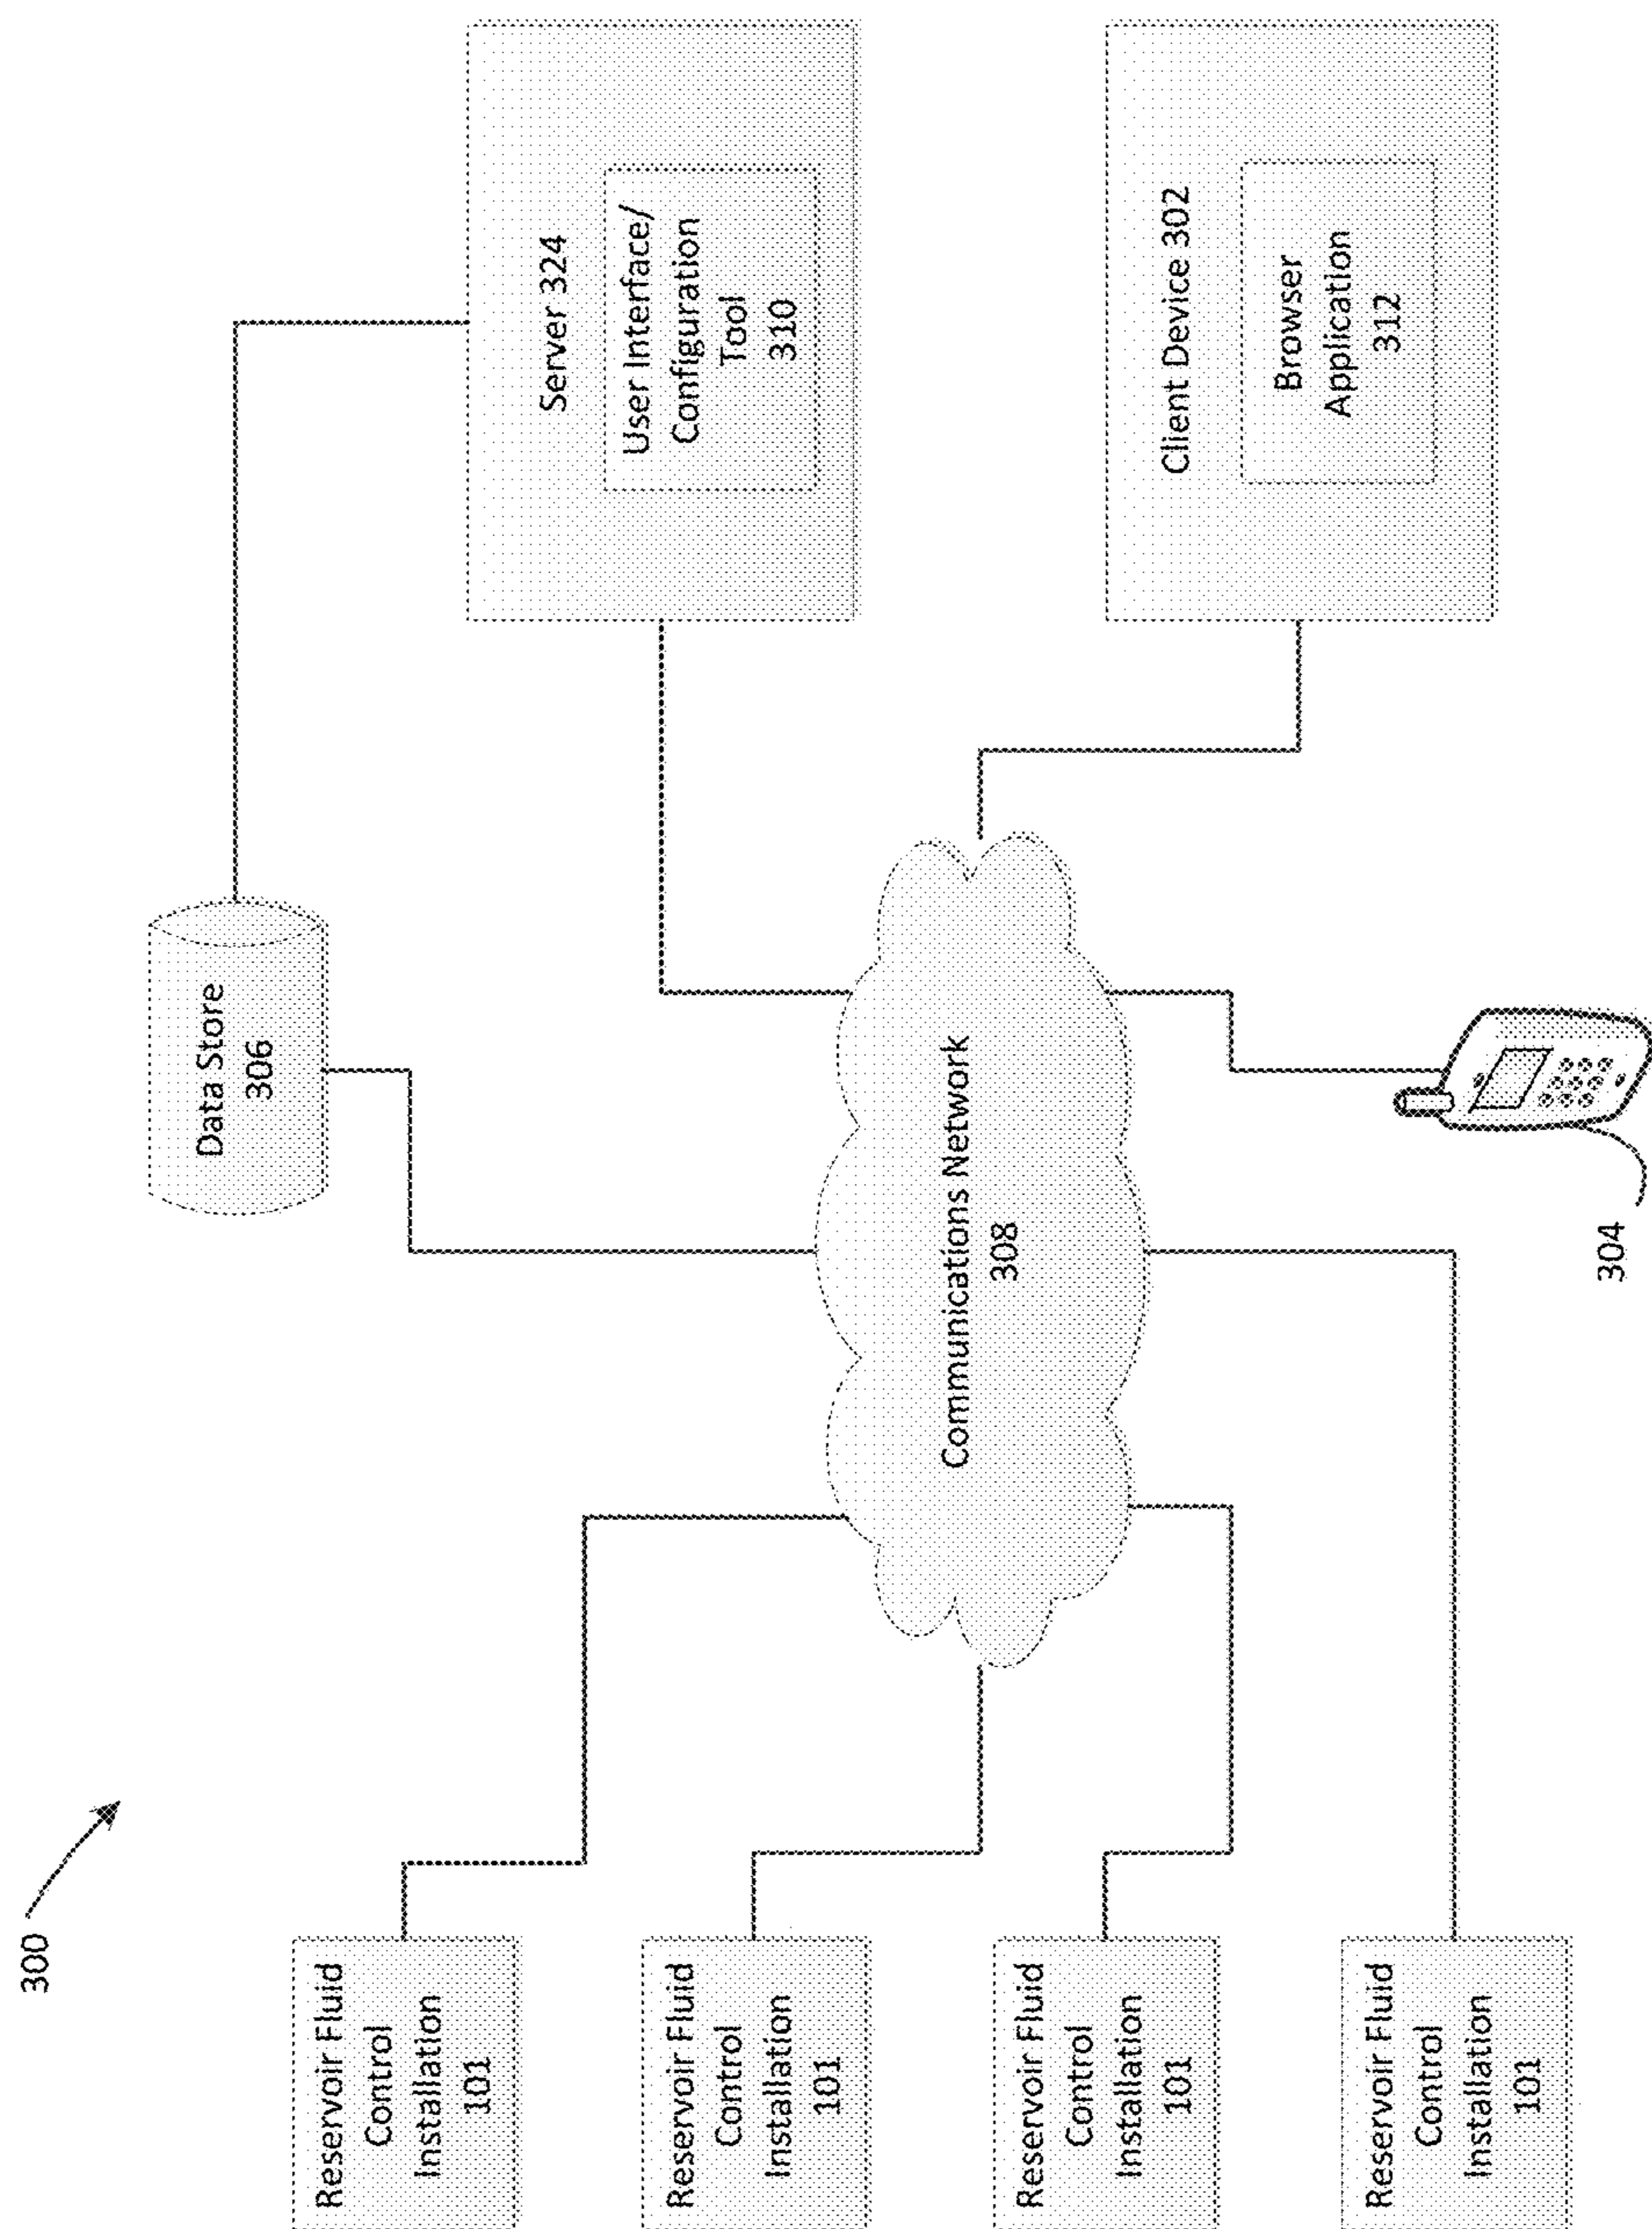 300
Reservoir Fluid
Control
Installation
101
Reservoir Fluid
Control
Installation
101
Reservoir Fluid
Control
Installation
101
Reservoir Fluid
Control
Installation
101
Data Store
306
Communications Network
308
304
Server 324
User Interface/
Configuration
Tool
310
Client Device 302
Browser
Application
312